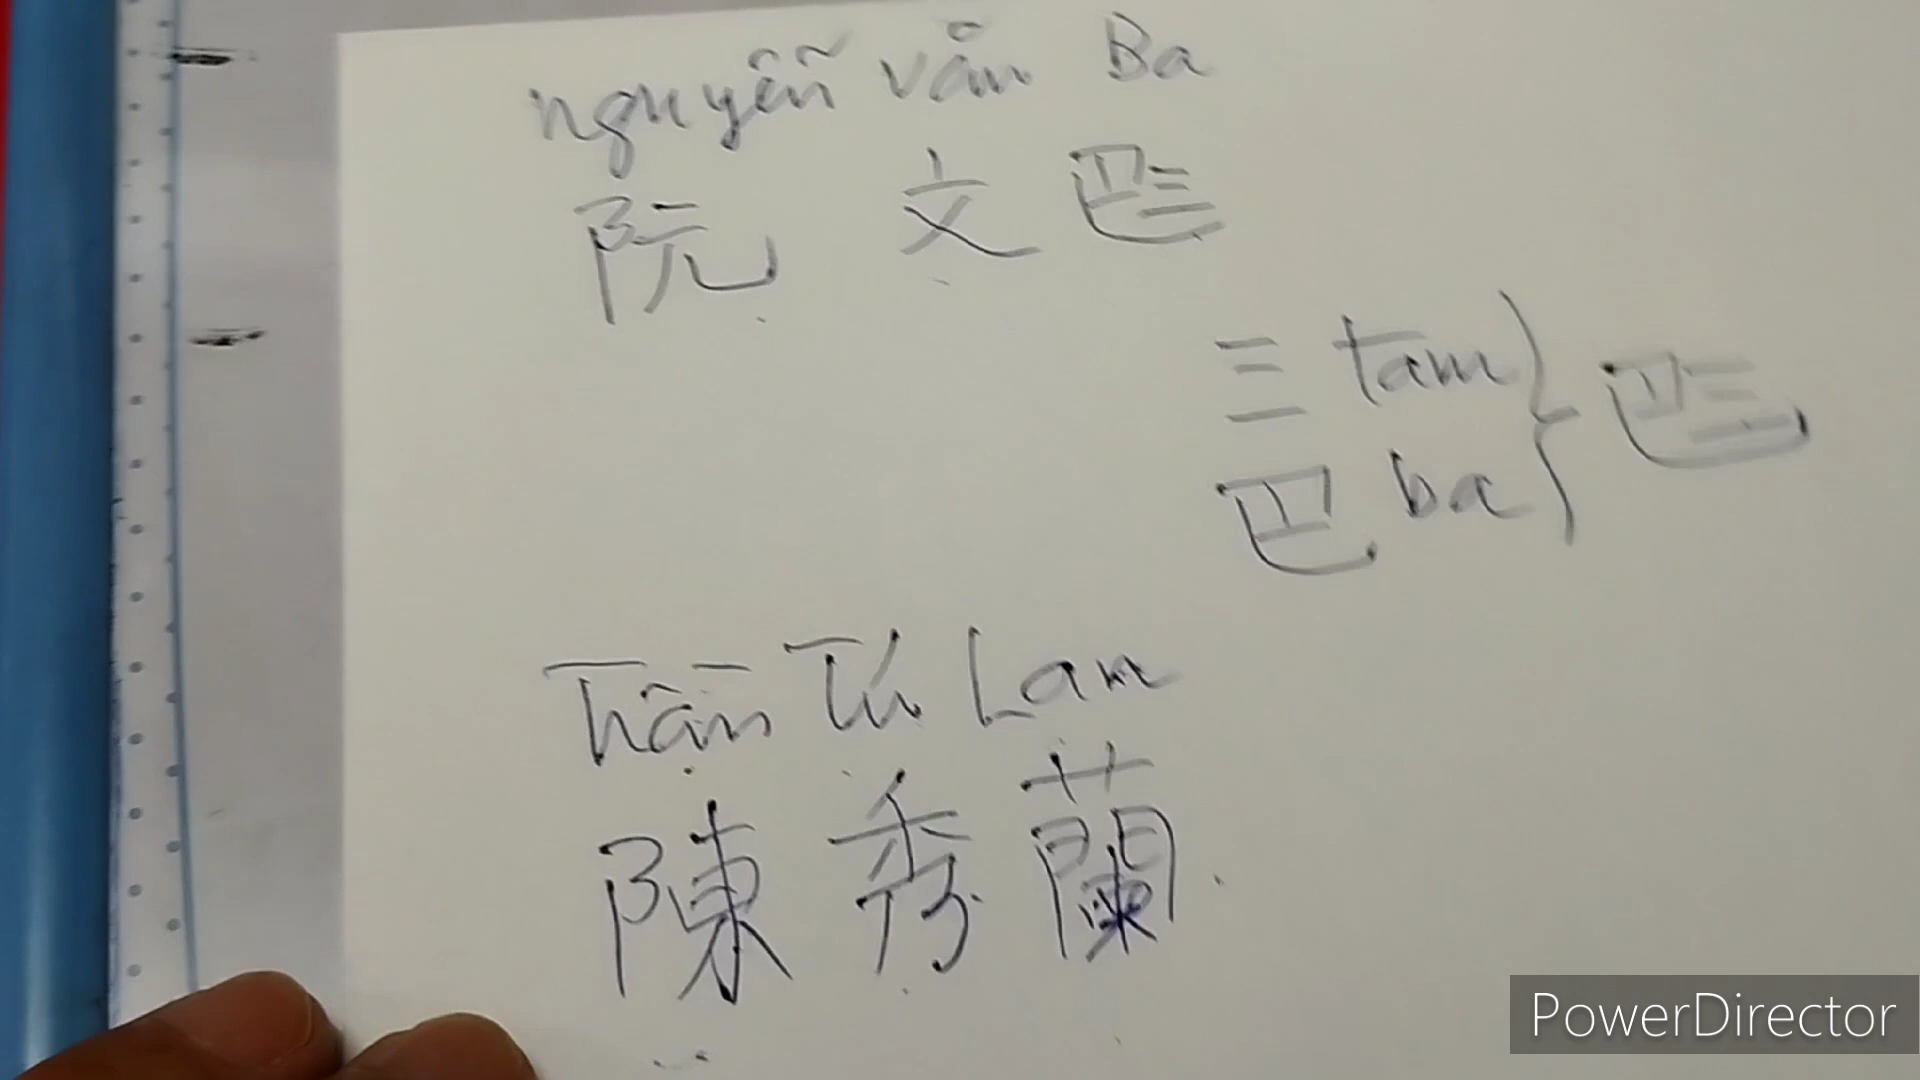 nguyễn văn Ba
阮 文 𠀧
三 tam } 𠀧
巴 ba
Trần Tú Lan
陳 秀 蘭
PowerDirector